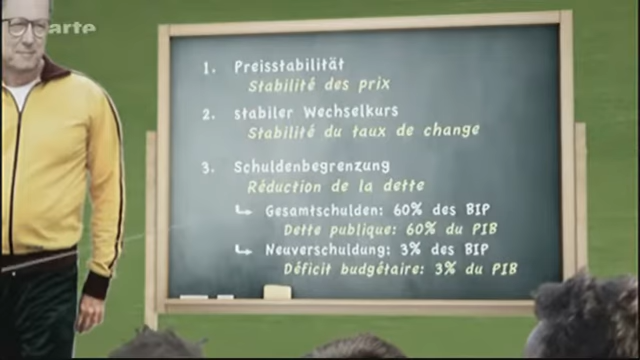 arte
1. Preisstabilität
Stabilité des prix
2. stabiler Wechselkurs
Stabilité du taux de change
3. Schuldenbegrenzung
Réduction de la dette
Gesamtschulden: 60% des BIP
Dette publique: 60% du PIB
Neuverschuldung: 3% des BIP
Déficit budgétaire: 3% du PIB